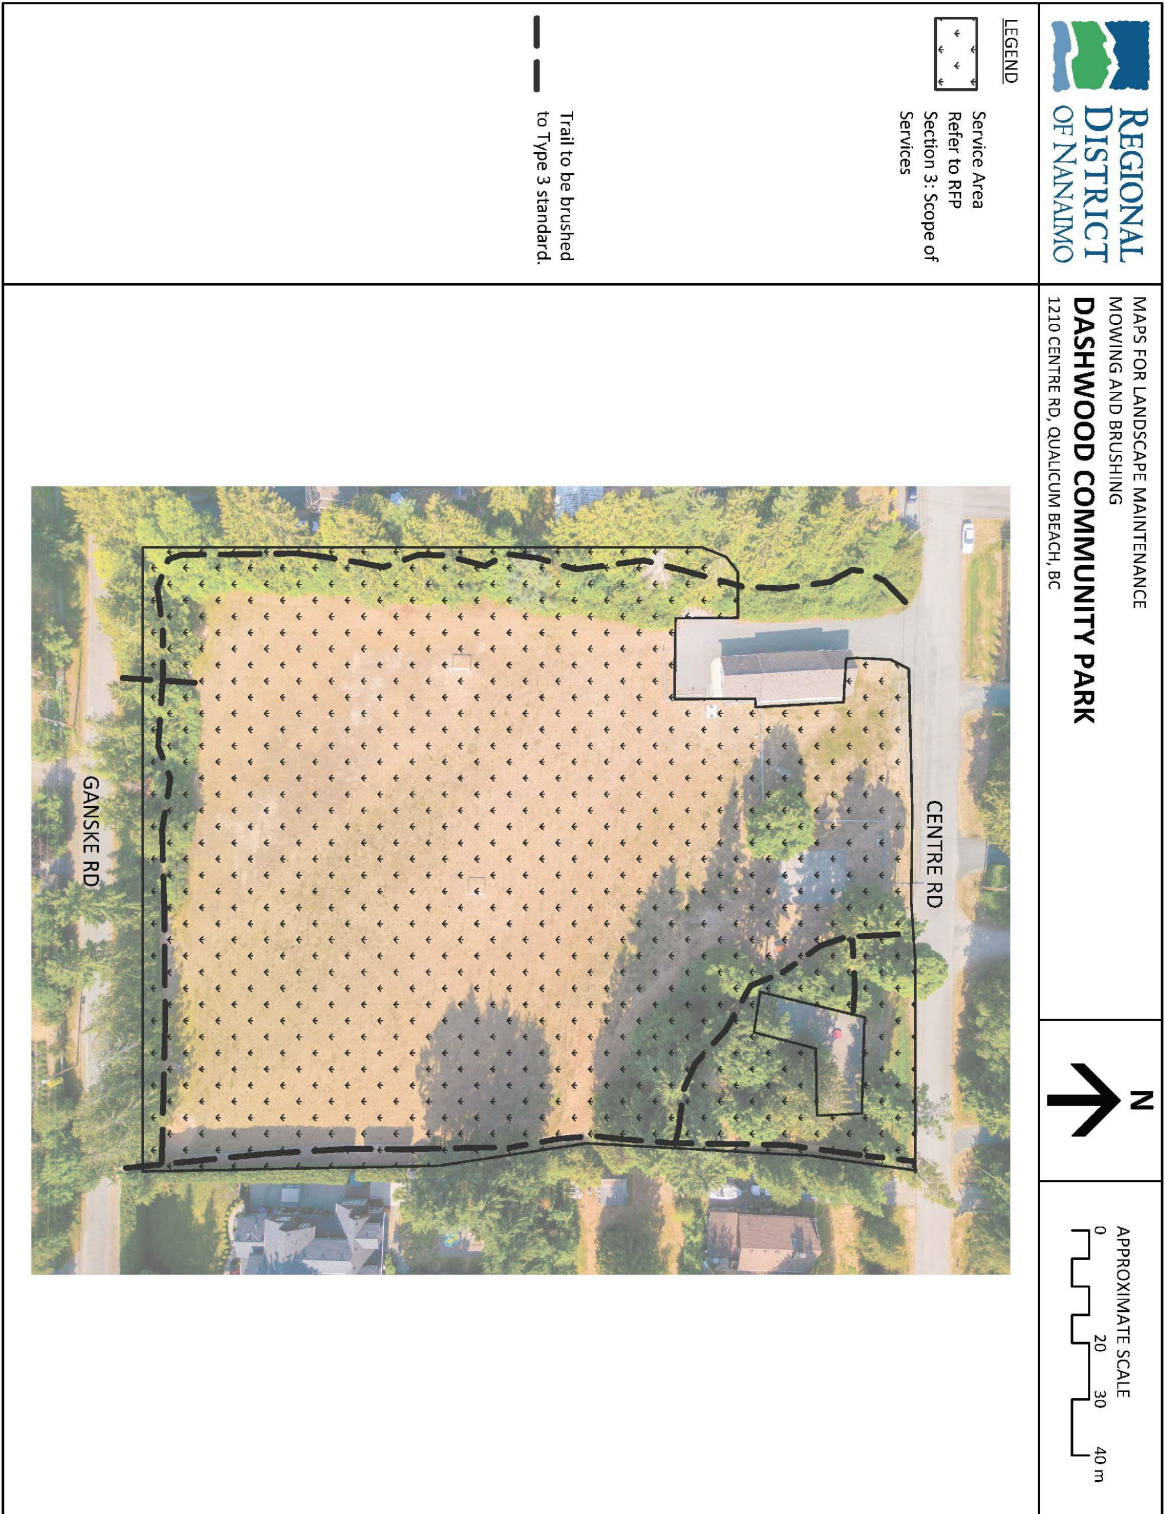 REGIONAL
DISTRICT
OF NANAIMO
MAPS FOR LANDSCAPE MAINTENANCE
MOWING AND BRUSHING
DASHWOOD COMMUNITY PARK
1210 CENTRE RD, QUALICUM BEACH, BC
N
APPROXIMATE SCALE
0 20 30 40 m
LEGEND
Service Area
Refer to RFP
Section 3: Scope of
Services
Trail to be brushed
to Type 3 standard.
CENTRE RD
GANSKE RD